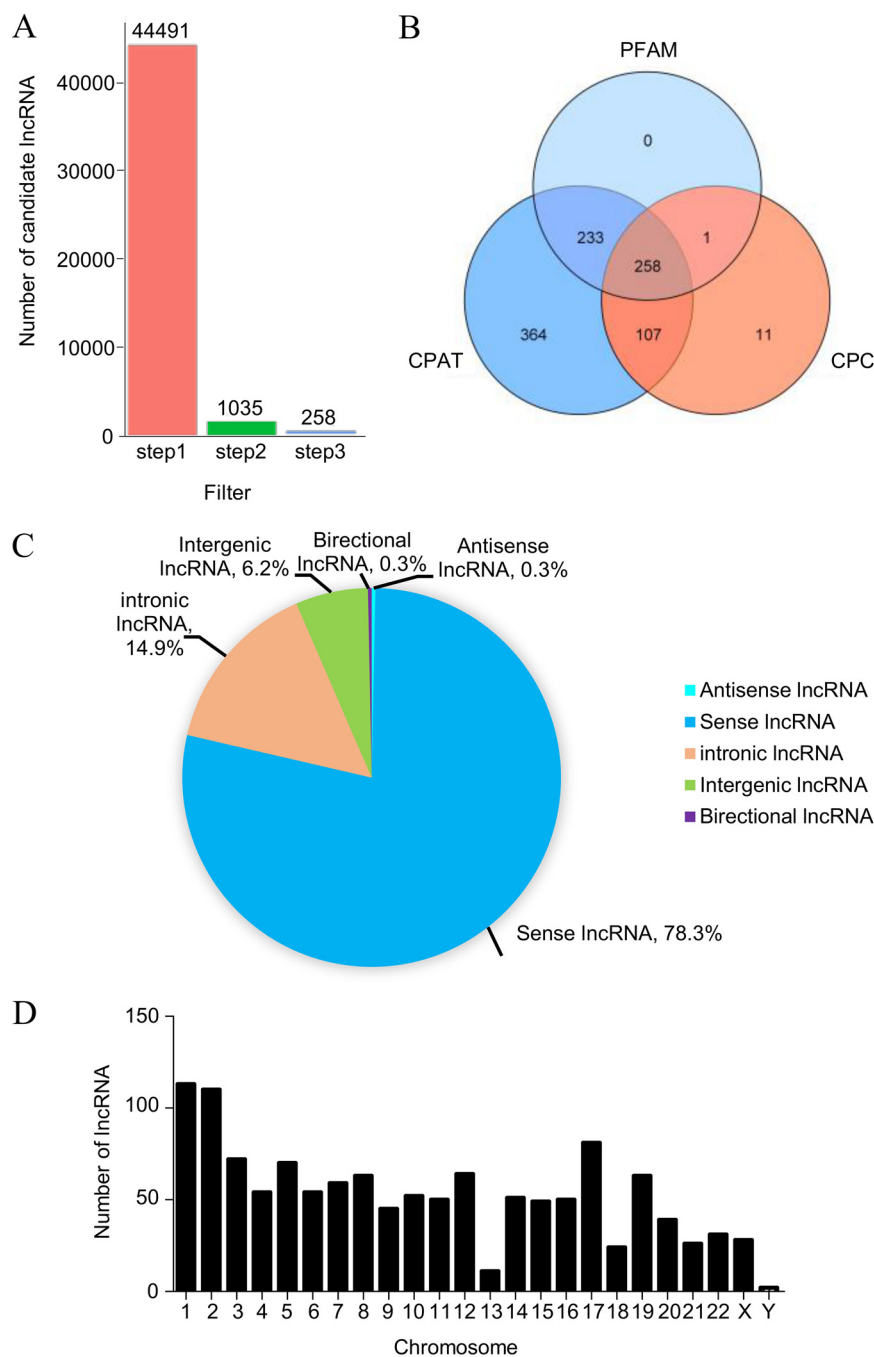 A
44491
40000
30000
20000
10000
0
Number of candidate lncRNA
1035
258
step1 step2 step3
Filter
B
PFAM
0
233
1
258
364
107
11
CPAT
CPC
C
Intergenic
lncRNA, 6.2%
Birectional
lncRNA, 0.3%
Antisense
lncRNA, 0.3%
intronic
lncRNA,
14.9%
Antisense lncRNA
Sense lncRNA
intronic lncRNA
Intergenic lncRNA
Birectional lncRNA
Sense lncRNA, 78.3%
D
150
100
50
0
Number of lncRNA
1 2 3 4 5 6 7 8 9 10 11 12 13 14 15 16 17 18 19 20 21 22 X Y
Chromosome